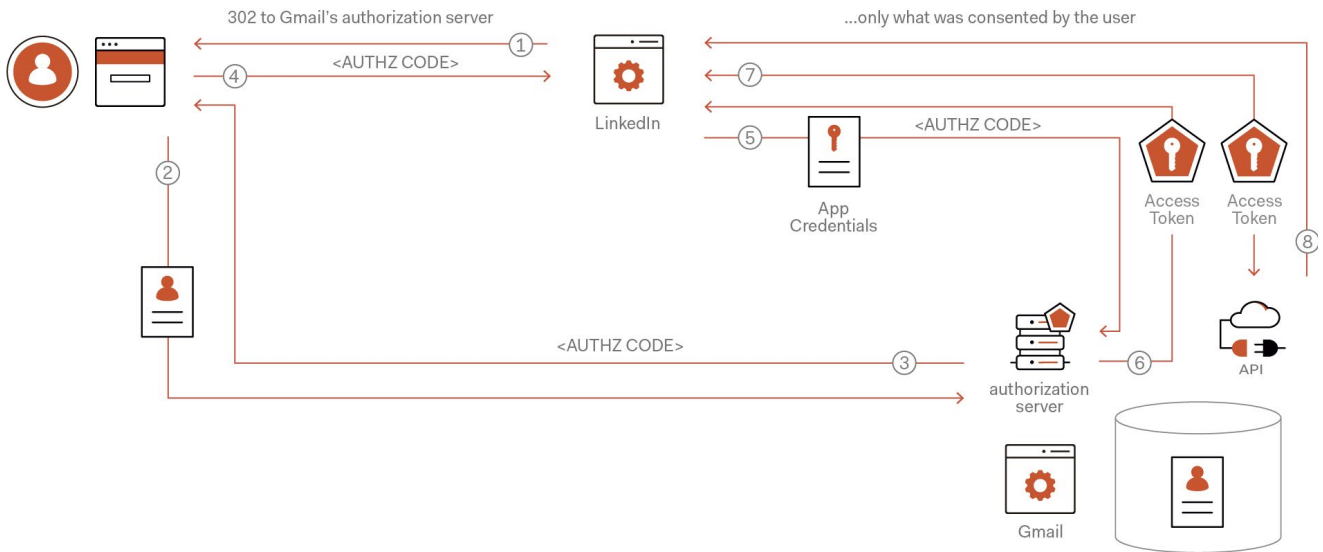 302 to Gmail's authorization server
...only what was consented by the user
1
<AUTHZ CODE>
4
7
LinkedIn
5
<AUTHZ CODE>
2
App
Credentials
Access
Token
Access
Token
8
<AUTHZ CODE>
3
6
API
authorization
server
Gmail